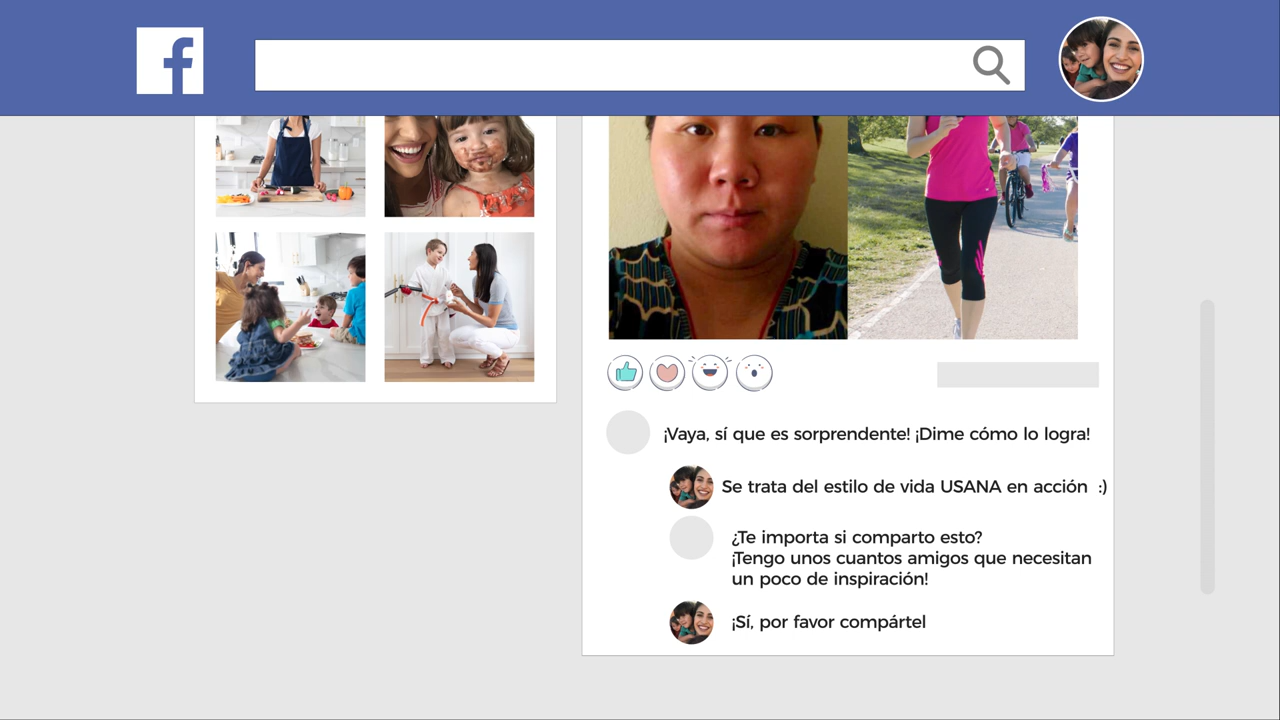 f
¡Vaya, sí que es sorprendente! ¡Dime cómo lo logra!
Se trata del estilo de vida USANA en acción :)
¿Te importa si comparto esto?
¡Tengo unos cuantos amigos que necesitan
un poco de inspiración!
¡Sí, por favor compártel